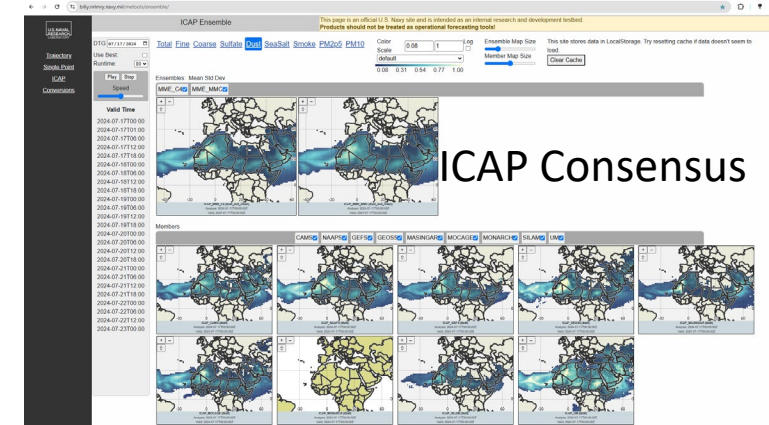 billy.nrlmry.navy.mil/cmetools/ensemble/
U.S. NAVAL
RESEARCH
LABORATORY
ICAP Ensemble
This page is an official U.S. Navy site and is intended as an internal research and development testbed.
Products should not be treated as operational forecasting tools!
Trajectory
Single Point
ICAP
Conversions
DTG 07/17/2024
Use Best:
Runtime: 00
Play Stop
Speed
Total Fine Coarse Sulfate Dust SeaSalt Smoke PM2p5 PM10
Color
Scale
0.08 1 Log
default
0.08 0.31 0.54 0.77 1.00
Ensemble Map Size
Member Map Size
This site stores data in LocalStorage. Try resetting cache if data doesn't seem to
load.
Clear Cache
Valid Time
2024-07-17T00:00
2024-07-17T01:00
2024-07-17T06:00
2024-07-17T12:00
2024-07-17T18:00
2024-07-18T00:00
2024-07-18T06:00
2024-07-18T12:00
2024-07-18T18:00
2024-07-19T00:00
2024-07-19T06:00
2024-07-19T12:00
2024-07-19T18:00
2024-07-20T00:00
2024-07-20T06:00
2024-07-20T12:00
2024-07-20T18:00
2024-07-21T00:00
2024-07-21T06:00
2024-07-21T12:00
2024-07-21T18:00
2024-07-22T00:00
2024-07-22T06:00
2024-07-22T12:00
2024-07-23T00:00
Ensembles: Mean Std Dev
MME_C4 MME_MMC
ICAP Consensus
Members
CAMS NAAPS GEFS GEOS5 MASINGAR MOCAGE MONARCH SILAM UM